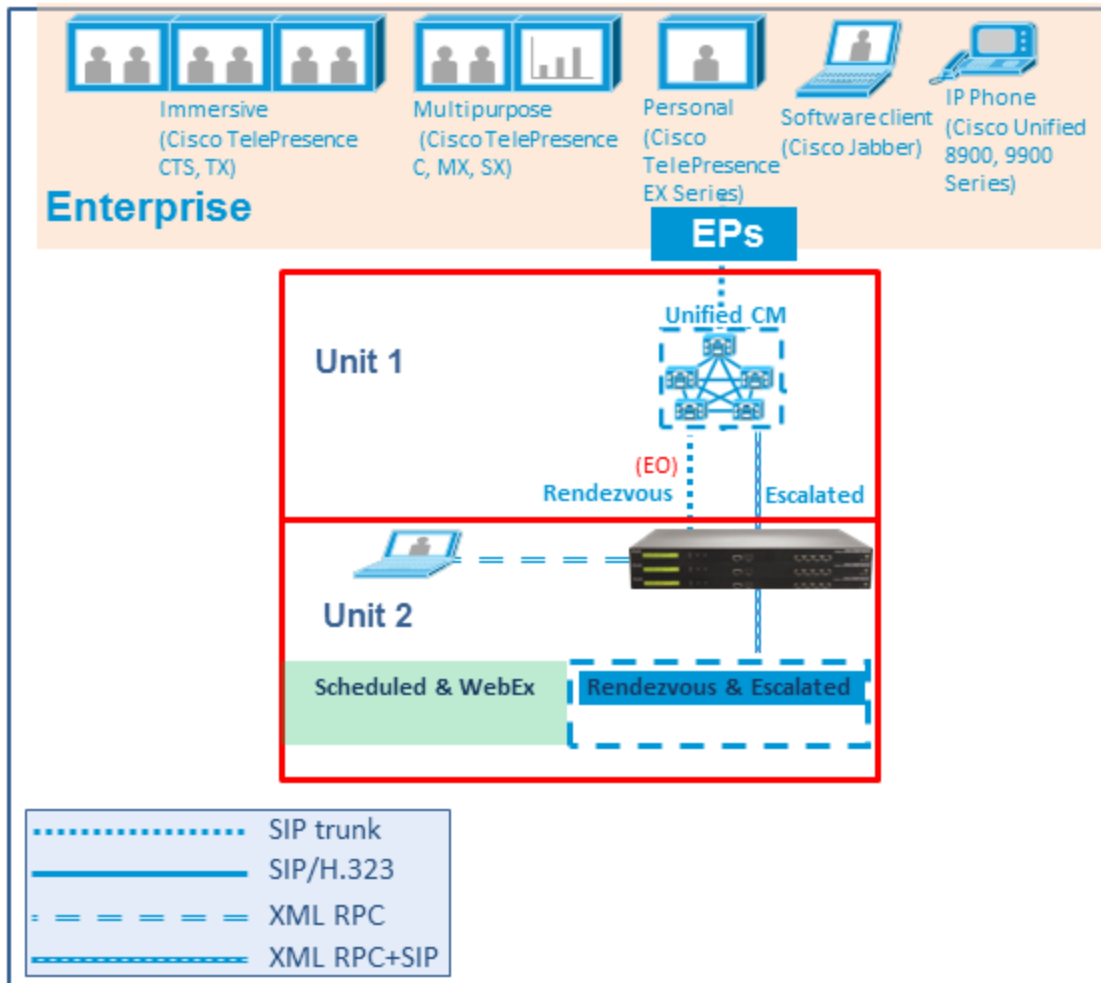 Immersive
(Cisco TelePresence
CTS, TX)
Multipurpose
(Cisco TelePresence
C, MX, SX)
Personal
(Cisco
TelePresence
EX Series)
Software client
(Cisco Jabber)
IP Phone
(Cisco Unified
8900, 9900
Series)
Enterprise
EPs
Unified CM
Unit 1
(EO)
Rendezvous
Escalated
Unit 2
Scheduled & WebEx
Rendezvous & Escalated
SIP trunk
SIP/H.323
XML RPC
XML RPC+SIP